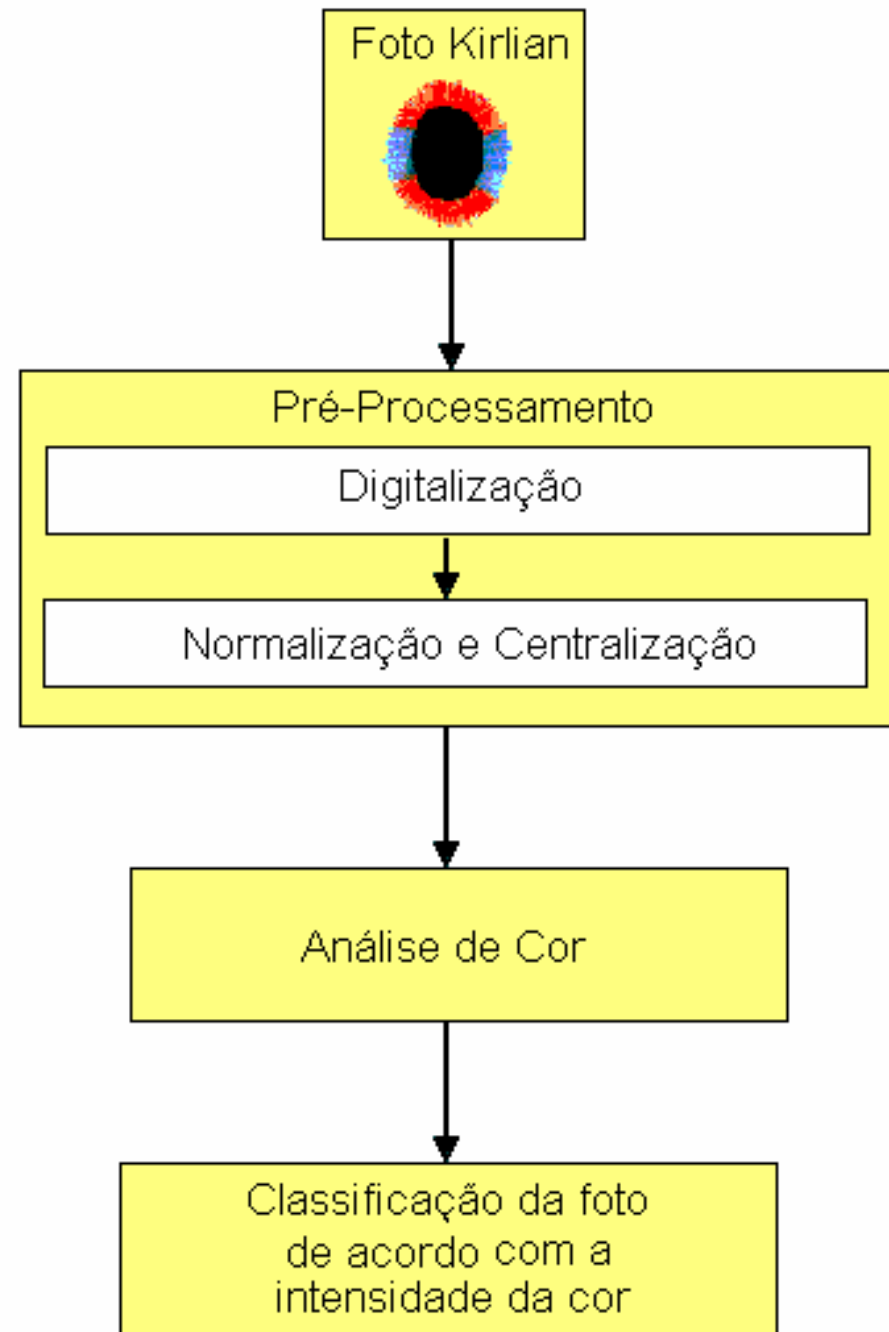 Foto Kirlian
Pré-Processamento
Digitalização
Normalização e Centralização
Análise de Cor
Classificação da foto
de acordo com a
intensidade da cor